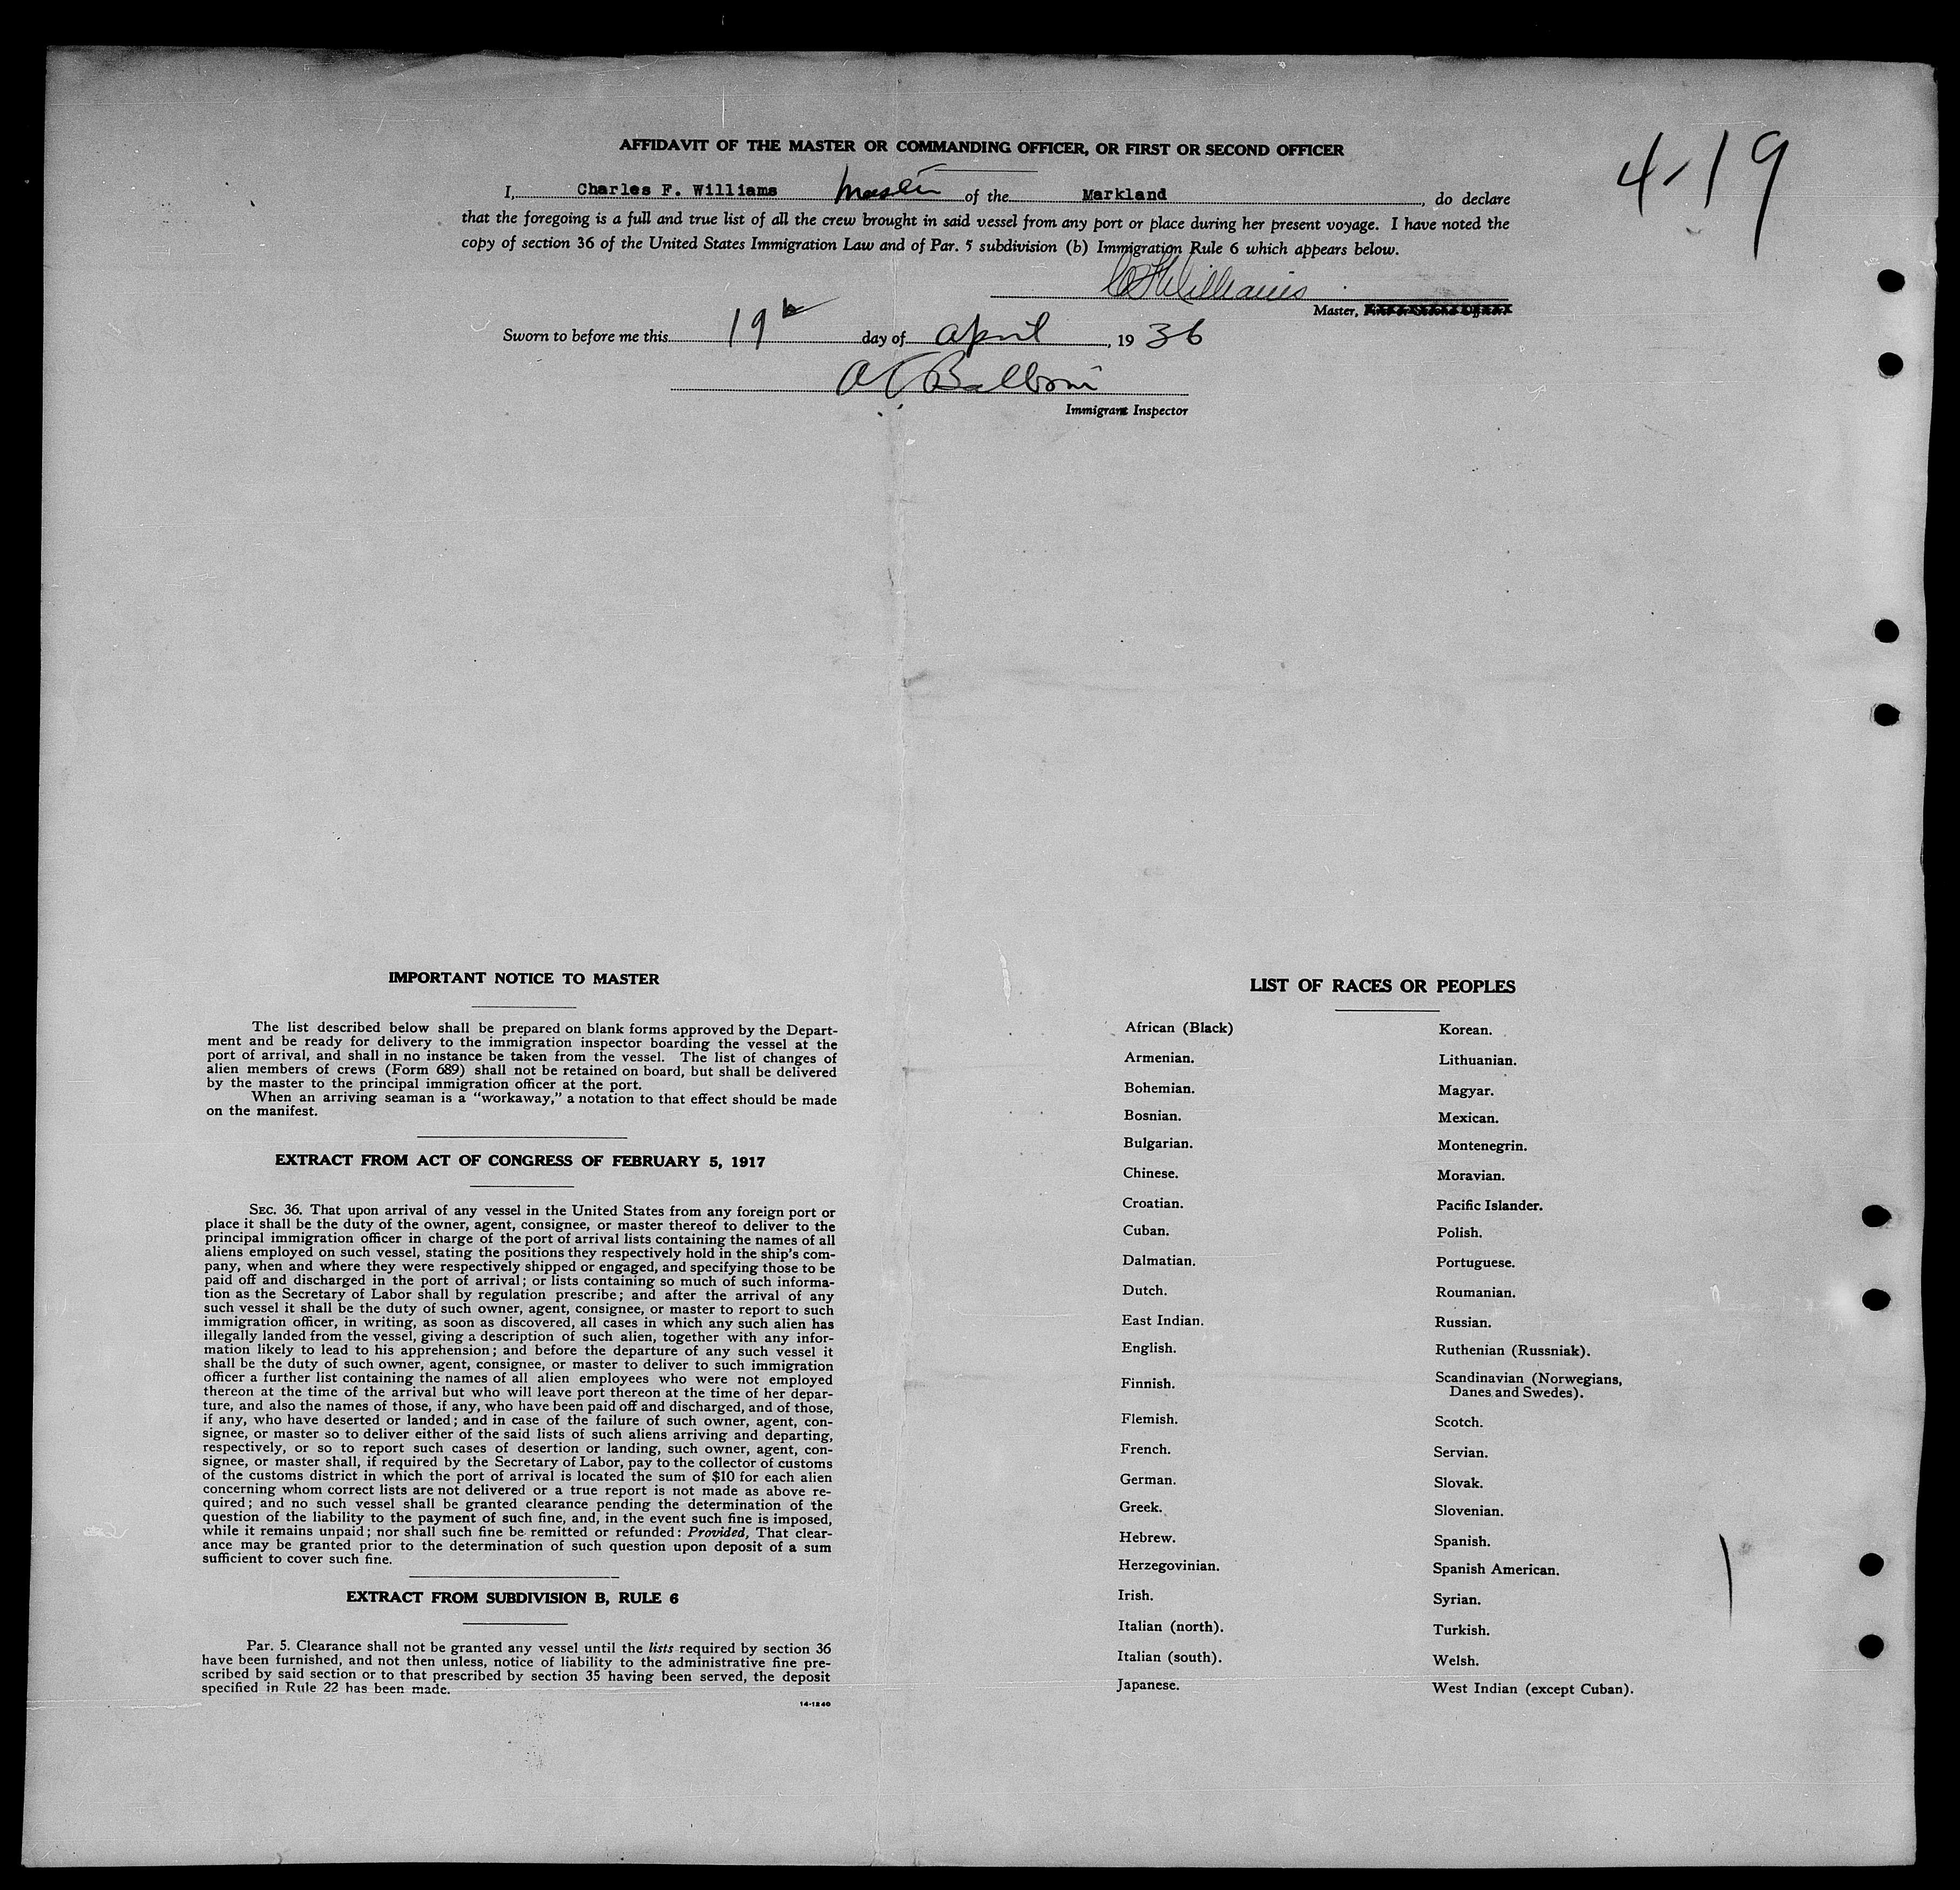 4-19
AFFIDAVIT OF THE MASTER OR COMMANDING OFFICER, OR FIRST OR SECOND OFFICER
I, Charles F. Williams Master of the Markland, do declare
that the foregoing is a full and true list of all the crew brought in said vessel from any port or place during her present voyage. I have noted the
copy of section 36 of the United States Immigration Law and of Par. 5 subdivision (b) Immigration Rule 6 which appears below.
CFWilliams
Master, First or Second Officer.
Sworn to before me this 19th day of april, 1936
Immigrant Inspector
IMPORTANT NOTICE TO MASTER
The list described below shall be prepared on blank forms approved by the Depart-
ment and be ready for delivery to the immigration inspector boarding the vessel at the
port of arrival, and shall in no instance be taken from the vessel. The list of changes of
alien members of crews (Form 689) shall not be retained on board, but shall be delivered
by the master to the principal immigration officer at the port.
When an arriving seaman is a "workaway," a notation to that effect should be made
on the manifest.
EXTRACT FROM ACT OF CONGRESS OF FEBRUARY 5, 1917
SEC. 36. That upon arrival of any vessel in the United States from any foreign port or
place it shall be the duty of the owner, agent, consignee, or master thereof to deliver to the
principal immigration officer in charge of the port of arrival lists containing the names of all
aliens employed on such vessel, stating the positions they respectively hold in the ship's com-
pany, when and where they were respectively shipped or engaged, and specifying those to be
paid off and discharged in the port of arrival; or lists containing so much of such informa-
tion as the Secretary of Labor shall by regulation prescribe; and after the arrival of any
such vessel it shall be the duty of such owner, agent, consignee, or master to report to such
immigration officer, in writing, as soon as discovered, all cases in which any such alien has
illegally landed from the vessel, giving a description of such alien, together with any infor-
mation likely to lead to his apprehension; and before the departure of any such vessel it
shall be the duty of such owner, agent, consignee, or master to deliver to such immigration
officer a further list containing the names of all alien employees who were not employed
thereon at the time of the arrival but who will leave port thereon at the time of her depar-
ture, and also the names of those, if any, who have been paid off and discharged, and of those,
if any, who have deserted or landed; and in case of the failure of such owner, agent, con-
signee, or master so to deliver either of the said lists of such aliens arriving and departing,
respectively, or so to report such cases of desertion or landing, such owner, agent, con-
signee, or master shall, if required by the Secretary of Labor, pay to the collector of customs
of the customs district in which the port of arrival is located the sum of $10 for each alien
concerning whom correct lists are not delivered or a true report is not made as above re-
quired; and no such vessel shall be granted clearance pending the determination of the
question of the liability to the payment of such fine, and, in the event such fine is imposed,
while it remains unpaid; nor shall such fine be remitted or refunded: Provided, That clear-
ance may be granted prior to the determination of such question upon deposit of a sum
sufficient to cover such fine.
EXTRACT FROM SUBDIVISION B, RULE 6
Par. 5. Clearance shall not be granted any vessel until the lists required by section 36
have been furnished, and not then unless, notice of liability to the administrative fine pre-
scribed by said section or to that prescribed by section 35 having been served, the deposit
specified in Rule 22 has been made.
14-1240
LIST OF RACES OR PEOPLES
African (Black)
Armenian.
Bohemian.
Bosnian.
Bulgarian.
Chinese.
Croatian.
Cuban.
Dalmatian.
Dutch.
East Indian.
English.
Finnish.
Flemish.
French.
German.
Greek.
Hebrew.
Herzegovinian.
Irish.
Italian (north).
Italian (south).
Japanese.
Korean.
Lithuanian.
Magyar.
Mexican.
Montenegrin.
Moravian.
Pacific Islander.
Polish.
Portuguese.
Roumanian.
Russian.
Ruthenian (Russniak).
Scandinavian (Norwegians,
Danes and Swedes).
Scotch.
Servian.
Slovak.
Slovenian.
Spanish.
Spanish American.
Syrian.
Turkish.
Welsh.
West Indian (except Cuban).